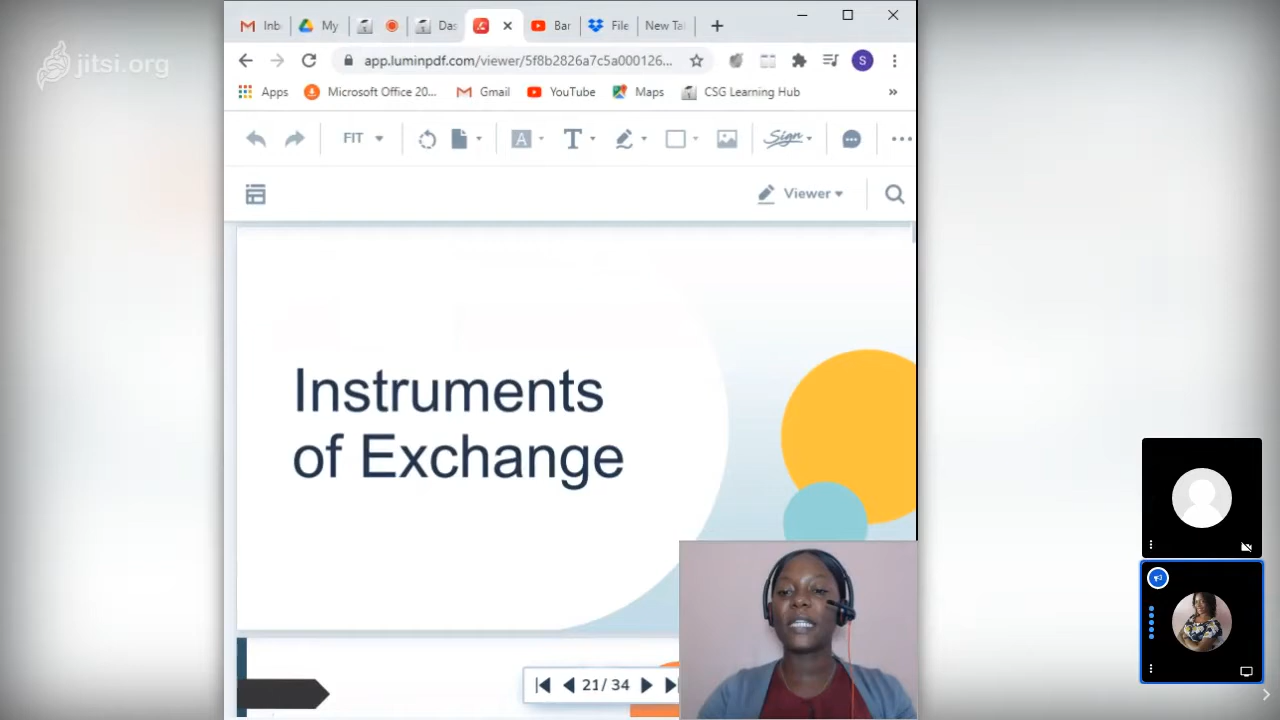 jitsi.org
Inb
My
Das
Bar
File
New Ta
app.luminpdf.com/viewer/5f8b2826a7c5a000126...
S
Apps
Microsoft Office 20...
Gmail
YouTube
Maps
CSG Learning Hub
»
FIT
A
T
Sign
Viewer
Instruments
of Exchange
21 / 34